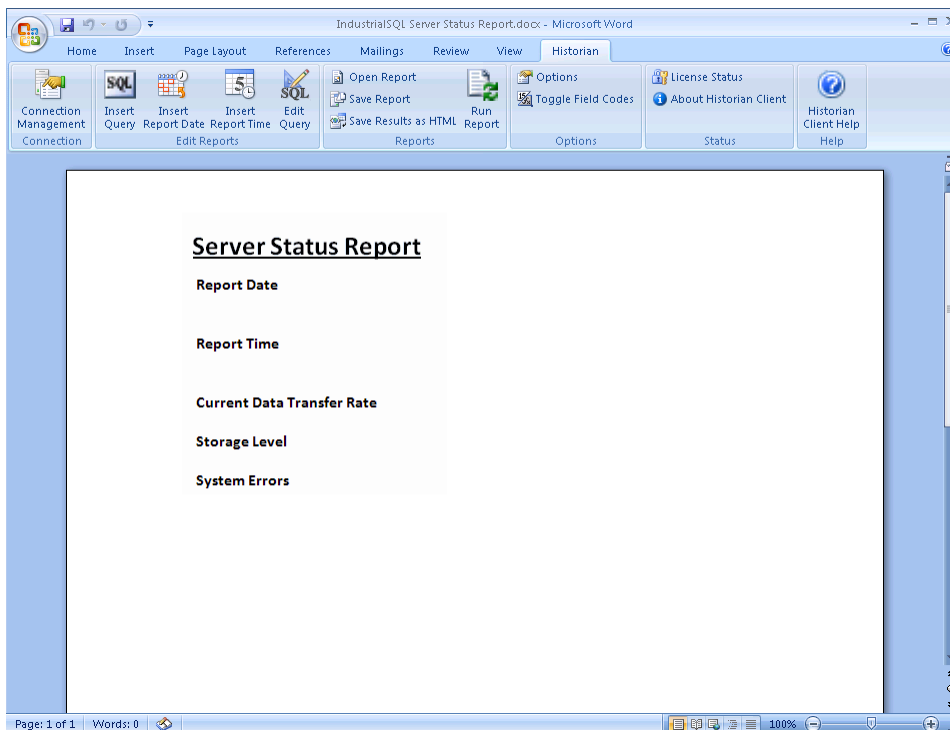 IndustrialSQL Server Status Report.docx - Microsoft Word
Home Insert Page Layout References Mailings Review View Historian
Connection Management
SQL Insert Query
Insert Report Date
5 Insert Report Time
SQL Edit Query
Open Report
Save Report
Save Results as HTML
Run Report
Options
Toggle Field Codes
License Status
About Historian Client
Historian Client Help
Connection Edit Reports Reports Options Status Help
Server Status Report
Report Date
Report Time
Current Data Transfer Rate
Storage Level
System Errors
Page: 1 of 1 Words: 0 100%